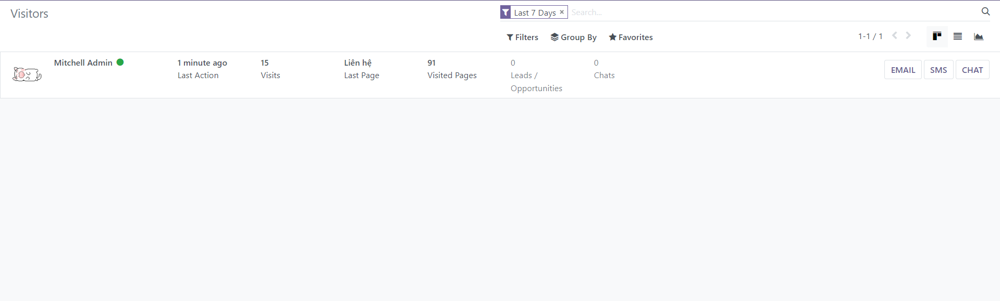 Visitors
Last 7 Days ×
Search...
Filters Group By Favorites
1-1 / 1
Mitchell Admin
1 minute ago
Last Action
15
Visits
Liên hệ
Last Page
91
Visited Pages
0
Leads /
Opportunities
0
Chats
EMAIL SMS CHAT